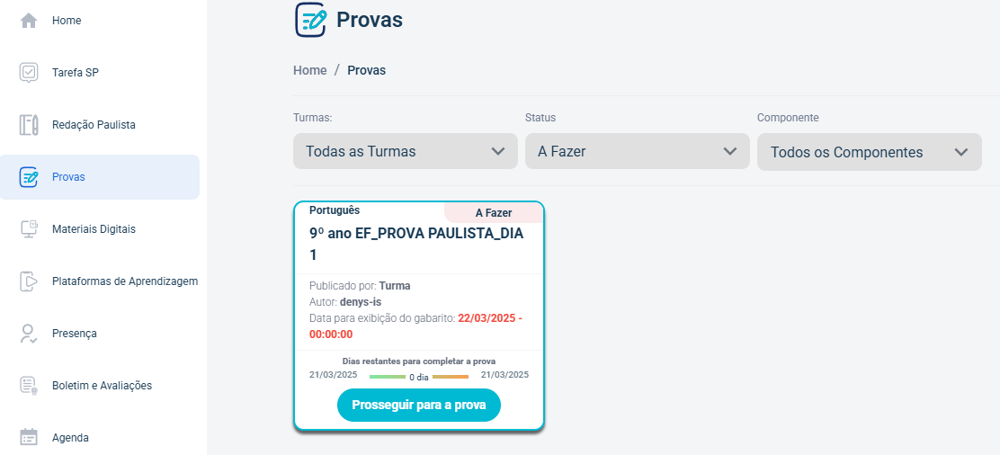 Home
Tarefa SP
Redação Paulista
Provas
Materiais Digitais
Plataformas de Aprendizagem
Presença
Boletim e Avaliações
Agenda
Provas
Home / Provas
Turmas:
Todas as Turmas
Status
A Fazer
Componente
Todos os Componentes
Português
A Fazer
9º ano EF_PROVA PAULISTA_DIA
1
Publicado por: Turma
Autor: denys-is
Data para exibição do gabarito: 22/03/2025 -
00:00:00
Dias restantes para completar a prova
21/03/2025 0 dia 21/03/2025
Prosseguir para a prova